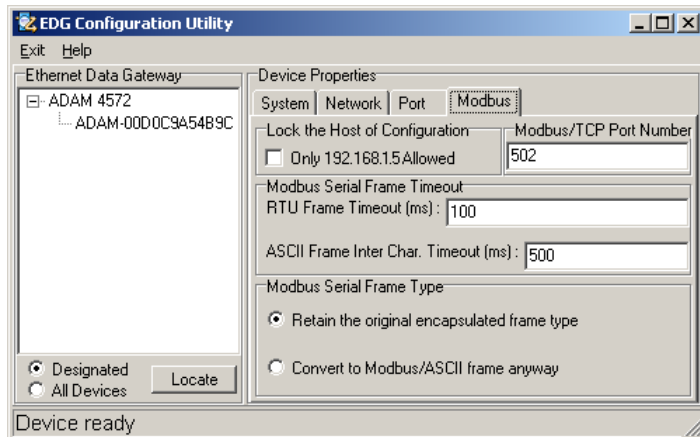 EDG Configuration Utility
Exit Help
Ethernet Data Gateway
ADAM 4572
ADAM-00D0C9A54B9C
Designated
All Devices
Locate
Device Properties
System Network Port Modbus
Lock the Host of Configuration
Only 192.168.1.5 Allowed
Modbus/TCP Port Number
502
Modbus Serial Frame Timeout
RTU Frame Timeout (ms) : 100
ASCII Frame Inter Char. Timeout (ms) : 500
Modbus Serial Frame Type
Retain the original encapsulated frame type
Convert to Modbus/ASCII frame anyway
Device ready